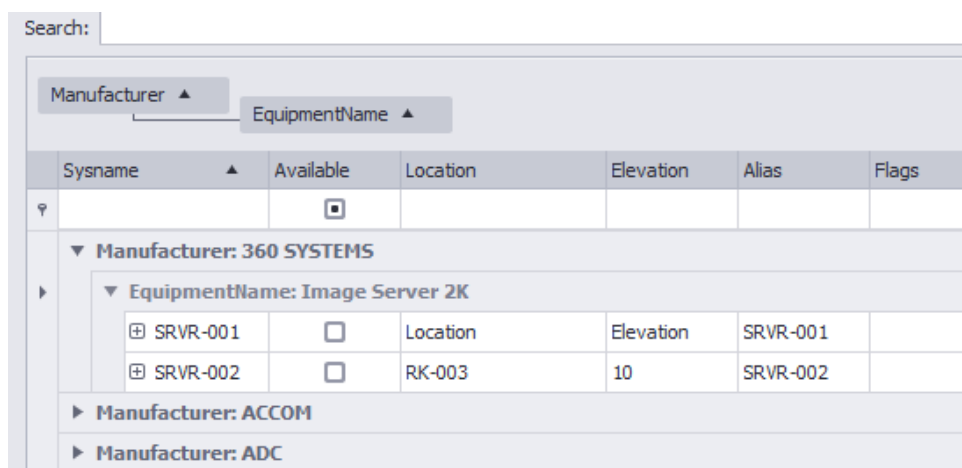 Search:
Manufacturer
EquipmentName
Sysname Available Location Elevation Alias Flags
Manufacturer: 360 SYSTEMS
EquipmentName: Image Server 2K
SRVR-001 Location Elevation SRVR-001
SRVR-002 RK-003 10 SRVR-002
Manufacturer: ACCOM
Manufacturer: ADC